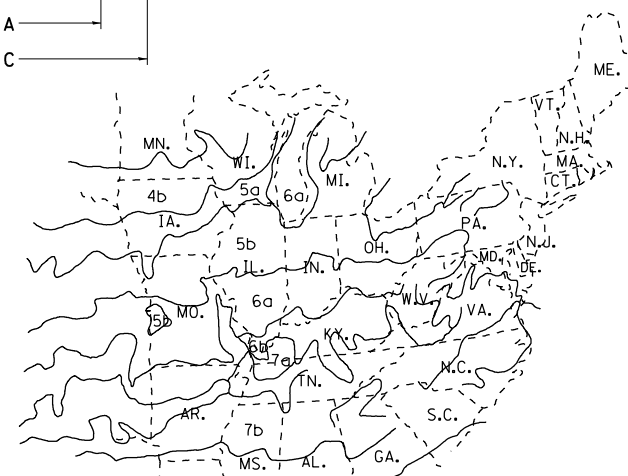 A
C
ME.
VT.
N.H.
MN.
WI.
N.Y.
MA.
CT.
MI.
4b
5a
6a
IA.
PA.
5b
OH.
N.J.
IL.
IN.
MD.
DE.
6a
W.V.
MO.
VA.
5b
KY.
6b
7a
N.C.
TN.
AR.
S.C.
7b
MS.
AL.
GA.